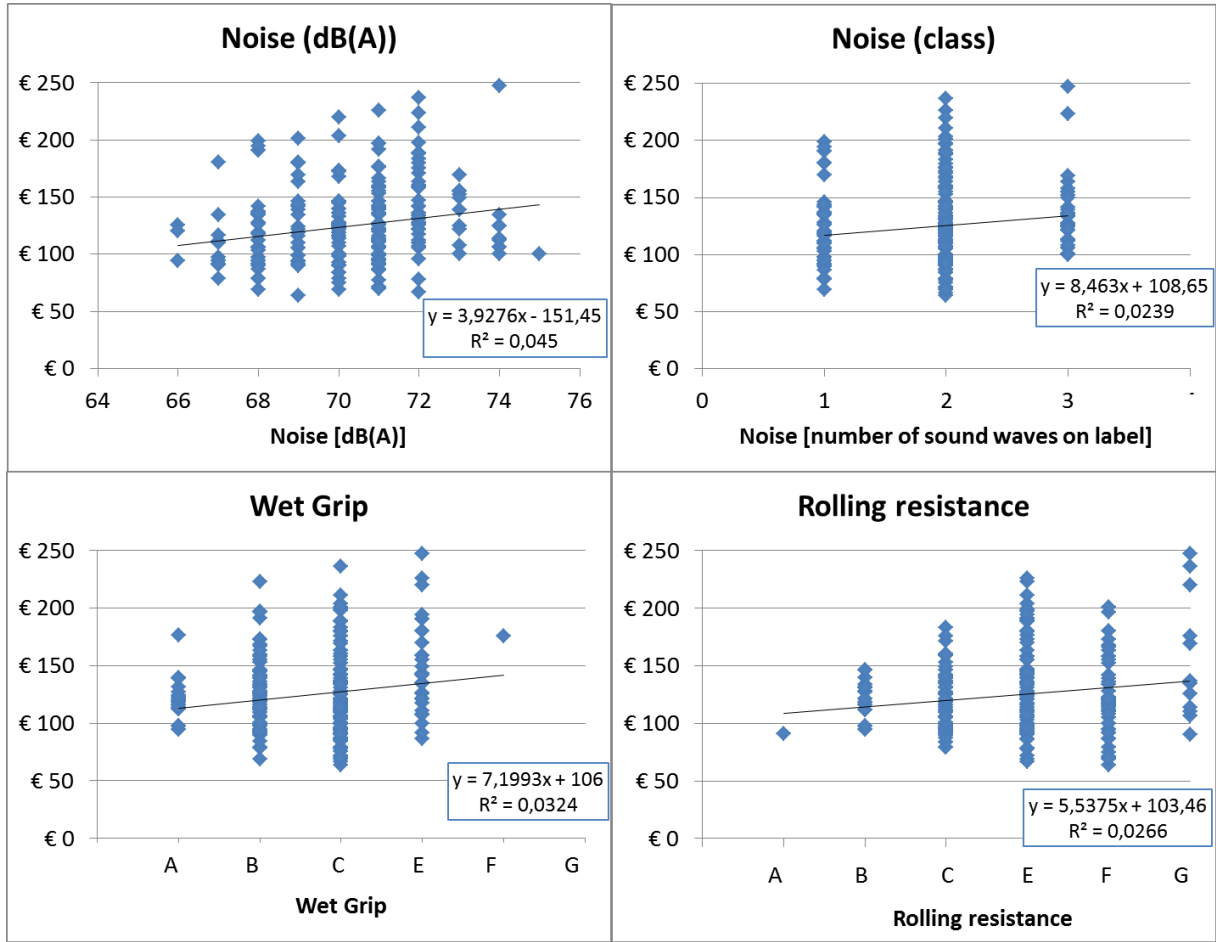 Noise (dB(A))
€ 250
€ 200
€ 150
€ 100
€ 50
€ 0
y = 3,9276x - 151,45
R² = 0,045
64 66 68 70 72 74 76
Noise [dB(A)]
Noise (class)
€ 250
€ 200
€ 150
€ 100
€ 50
€ 0
y = 8,463x + 108,65
R² = 0,0239
0 1 2 3
Noise [number of sound waves on label]
Wet Grip
€ 250
€ 200
€ 150
€ 100
€ 50
€ 0
y = 7,1993x + 106
R² = 0,0324
A B C E F G
Wet Grip
Rolling resistance
€ 250
€ 200
€ 150
€ 100
€ 50
€ 0
y = 5,5375x + 103,46
R² = 0,0266
A B C E F G
Rolling resistance